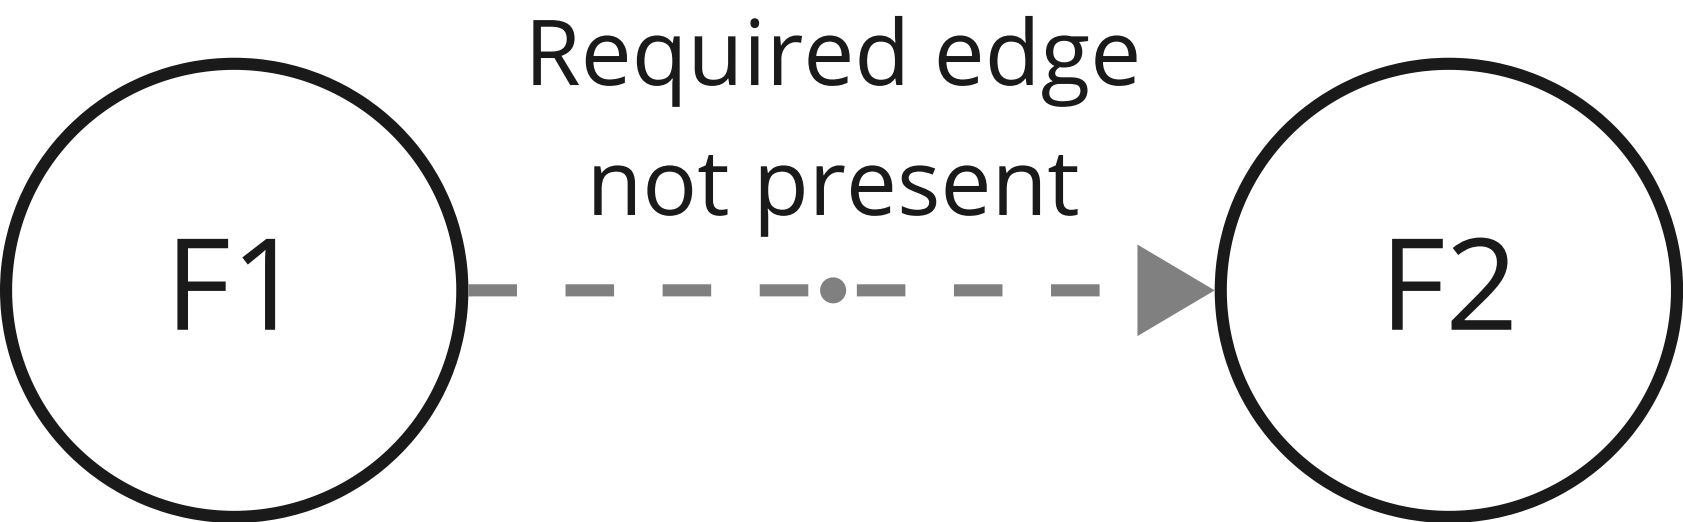 Required edge
not present
F1
F2